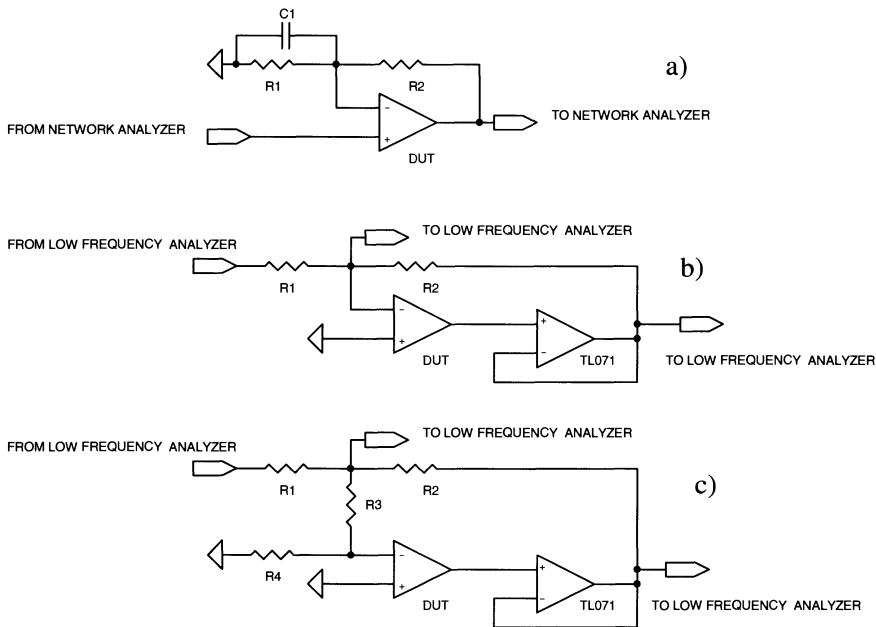 C1
R1
R2
a)
FROM NETWORK ANALYZER
TO NETWORK ANALYZER
-
+
DUT
TO LOW FREQUENCY ANALYZER
FROM LOW FREQUENCY ANALYZER
b)
R1
R2
-
+
+
-
DUT
TL071
TO LOW FREQUENCY ANALYZER
TO LOW FREQUENCY ANALYZER
FROM LOW FREQUENCY ANALYZER
c)
R1
R2
R3
R4
-
+
+
-
DUT
TL071
TO LOW FREQUENCY ANALYZER